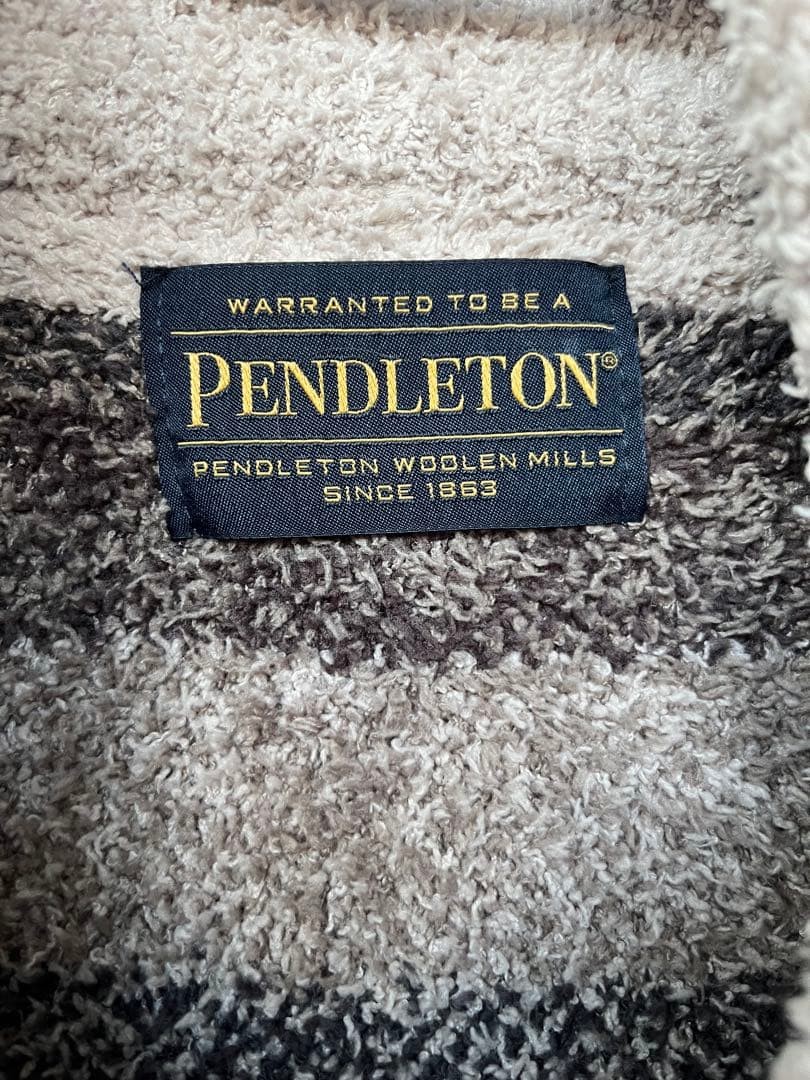 WARRANTED TO BE A
PENDLETON®
PENDLETON WOOLEN MILLS
SINCE 1863